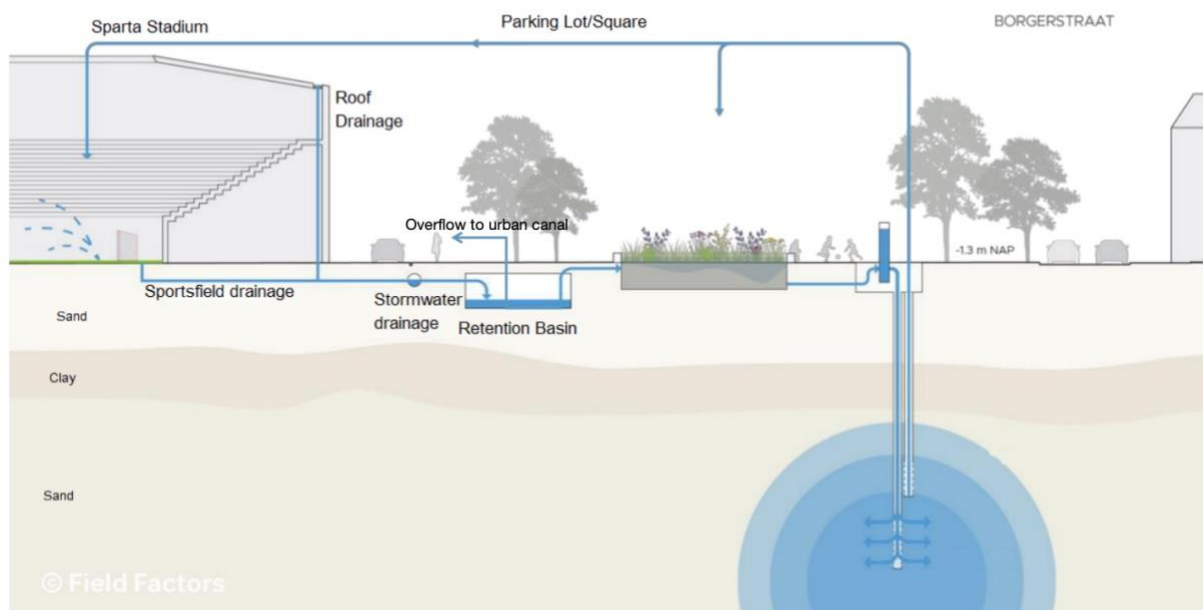 Sparta Stadium
Parking Lot/Square
BORGERSTRAAT
Roof
Drainage
Overflow to urban canal
-1.3 m NAP
Sportsfield drainage
Stormwater
drainage
Retention Basin
Sand
Clay
Sand
© Field Factors